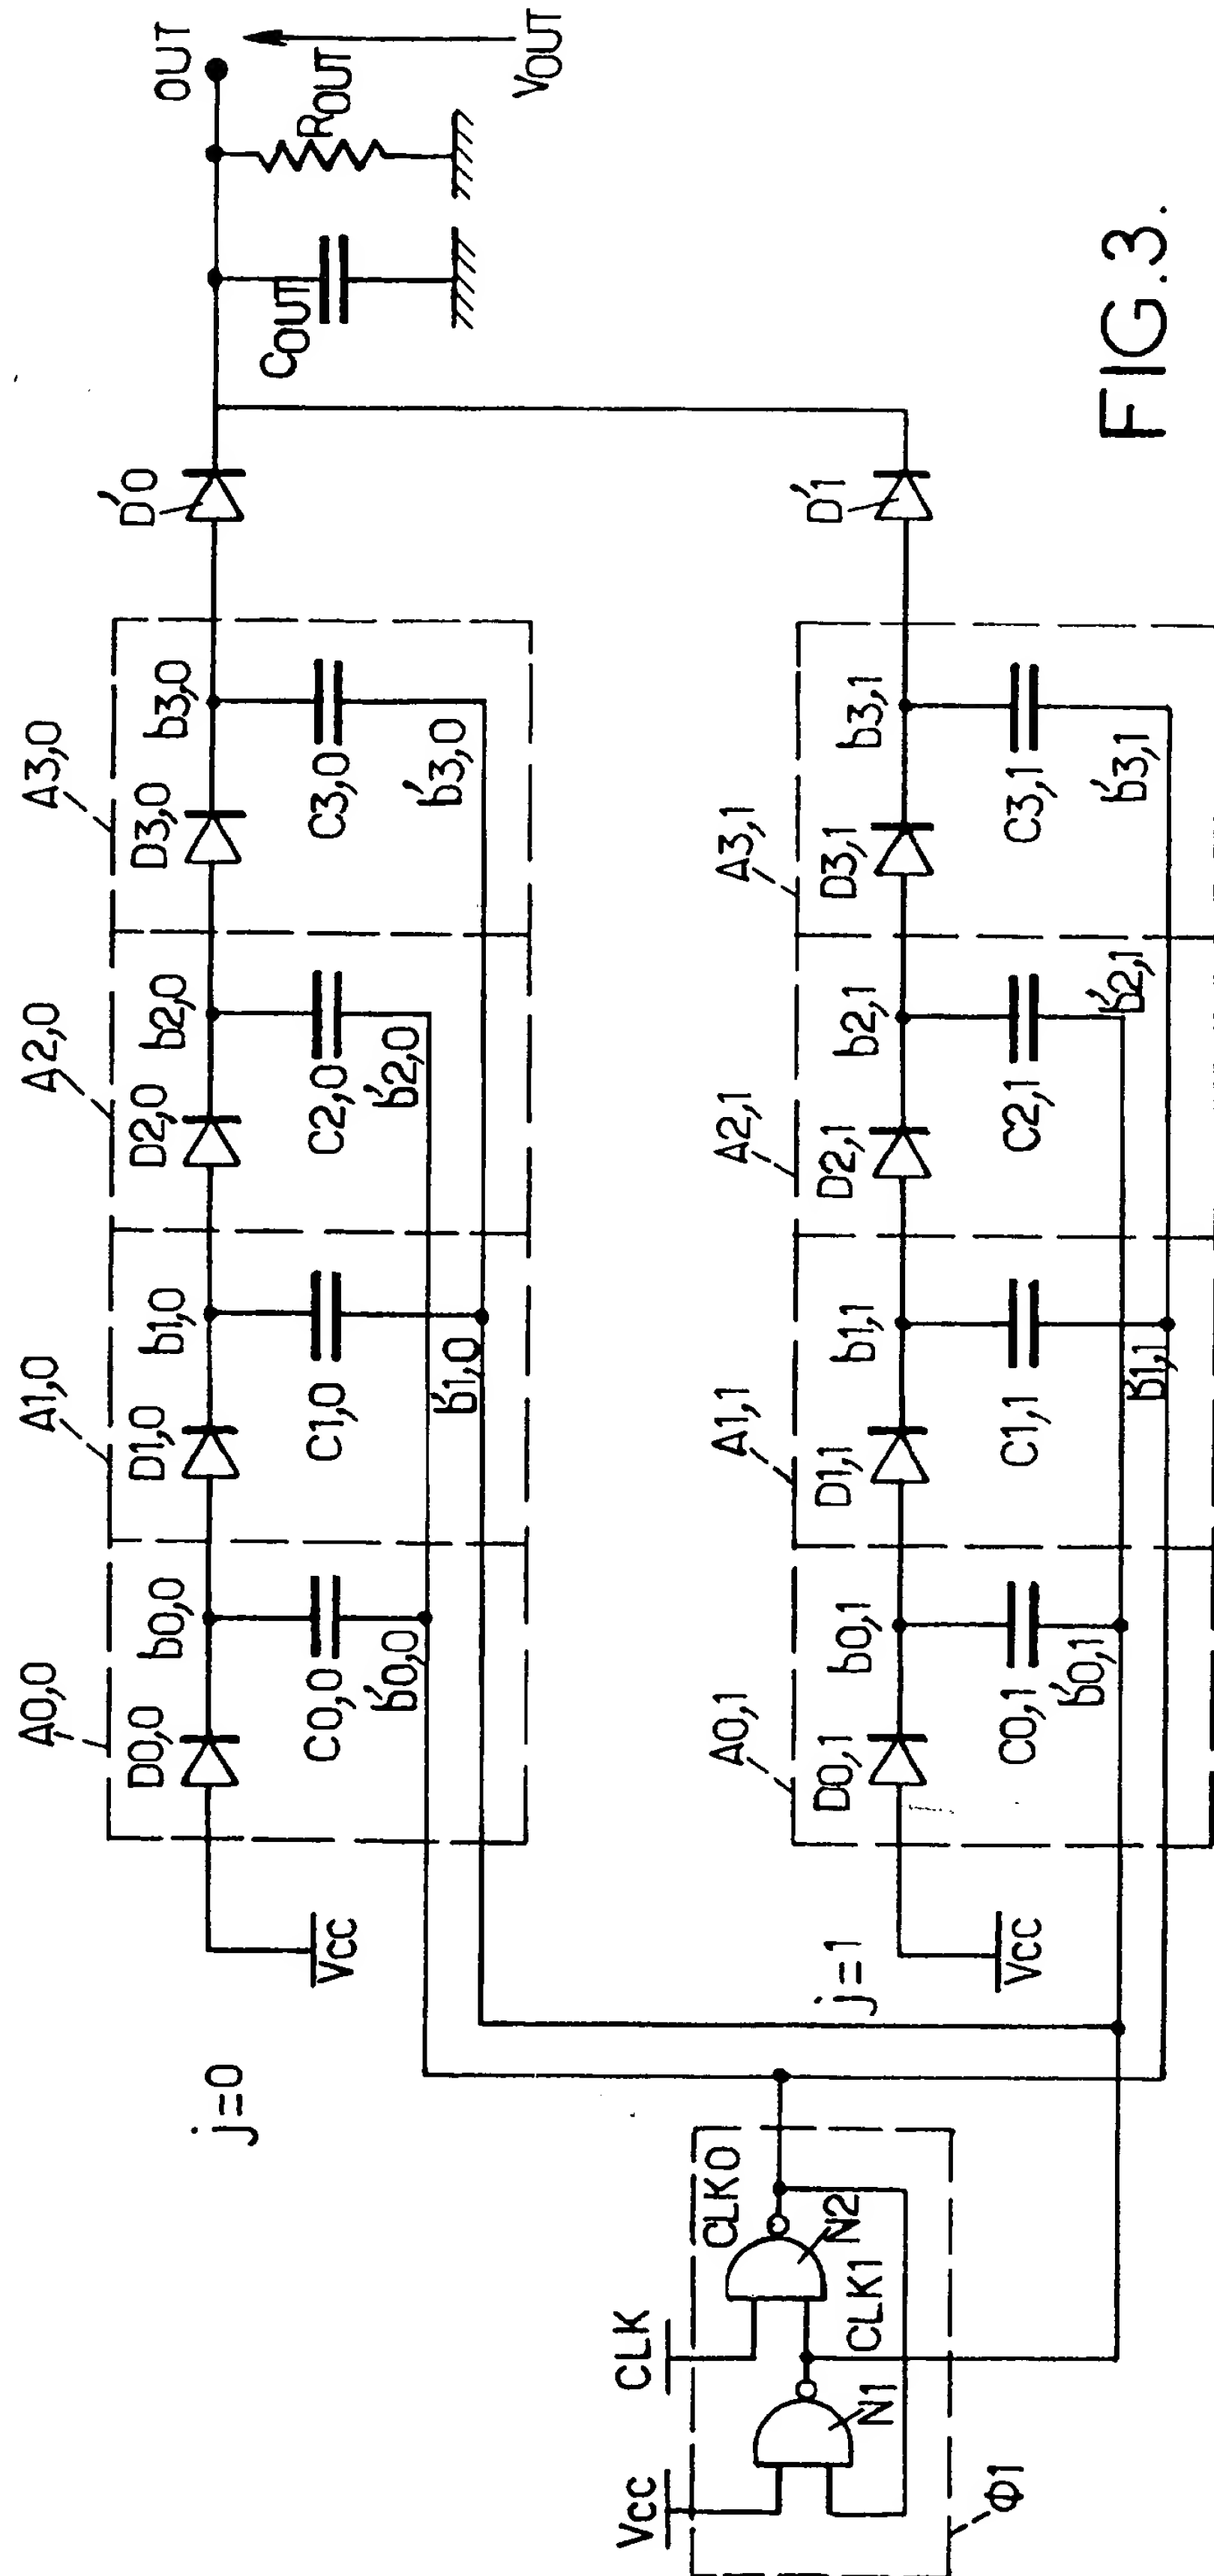 j=0
A0,0
A1,0
A2,0
A3,0
D0,0
b0,0
D1,0
b1,0
D2,0
b2,0
D3,0
b3,0
D'0
OUT
C0,0
C1,0
C2,0
C3,0
COUT
ROUT
b'0,0
b'1,0
b'2,0
b'3,0
VCC
VOUT
Vcc
CLK
CLK0
N1
N2
CLK1
Φ1
j=1
A0,1
A1,1
A2,1
A3,1
D0,1
b0,1
D1,1
b1,1
D2,1
b2,1
D3,1
b3,1
D'1
VCC
C0,1
C1,1
C2,1
C3,1
b'0,1
b'1,1
b'2,1
b'3,1
FIG.3.